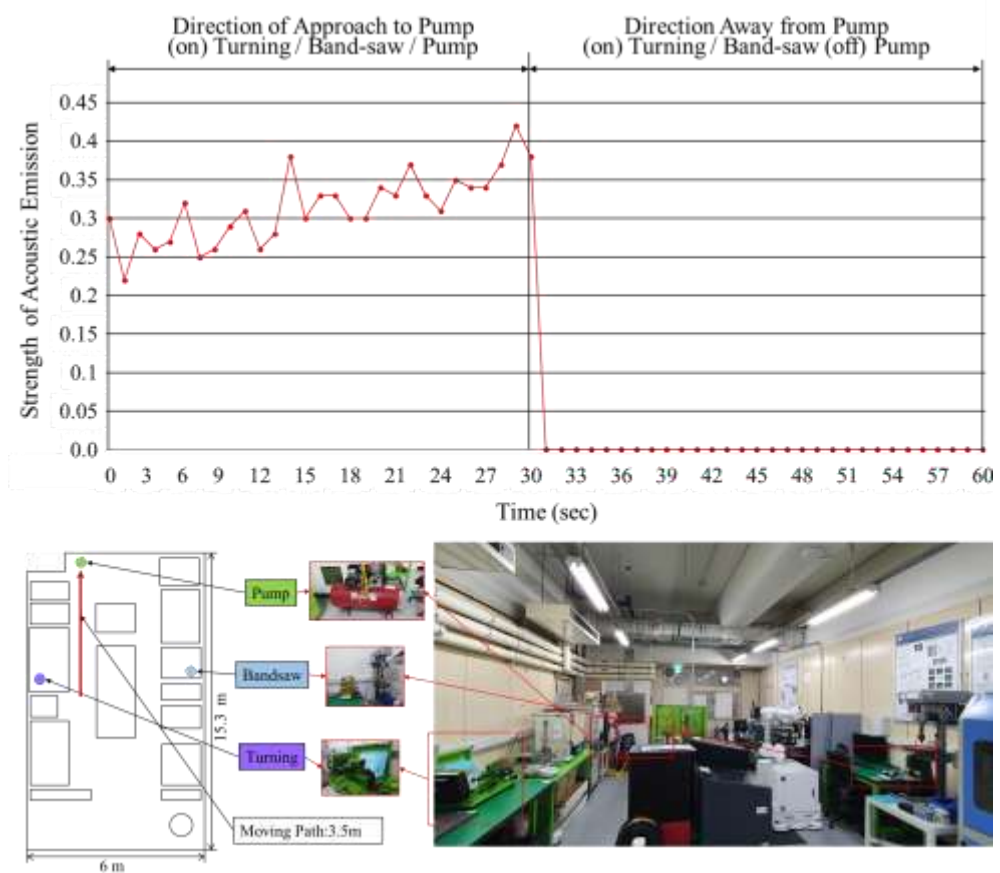 Direction of Approach to Pump
(on) Turning / Band-saw / Pump
Direction Away from Pump
(on) Turning / Band-saw (off) Pump
Strength of Acoustic Emission
0.45
0.4
0.35
0.3
0.25
0.2
0.15
0.1
0.05
0.0
0 3 6 9 12 15 18 21 24 27 30 33 36 39 42 45 48 51 54 57 60
Time (sec)
Pump
Bandsaw
Turning
Moving Path:3.5m
15.3 m
6 m